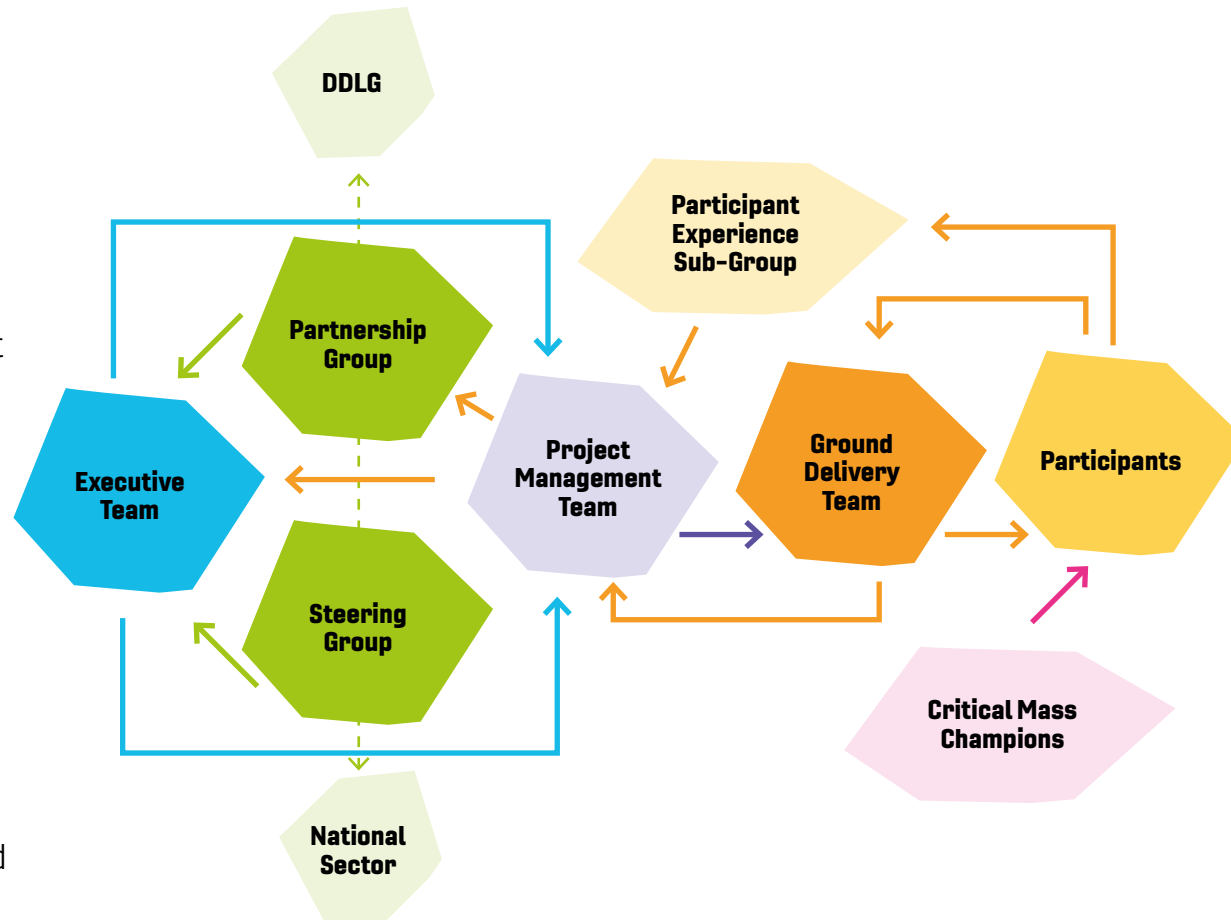 DDLG
Participant
Experience
Sub-Group
Partnership
Group
t
Executive
Team
Project
Management
Team
Ground
Delivery
Team
Participants
Steering
Group
Critical Mass
Champions
National
Sector
d